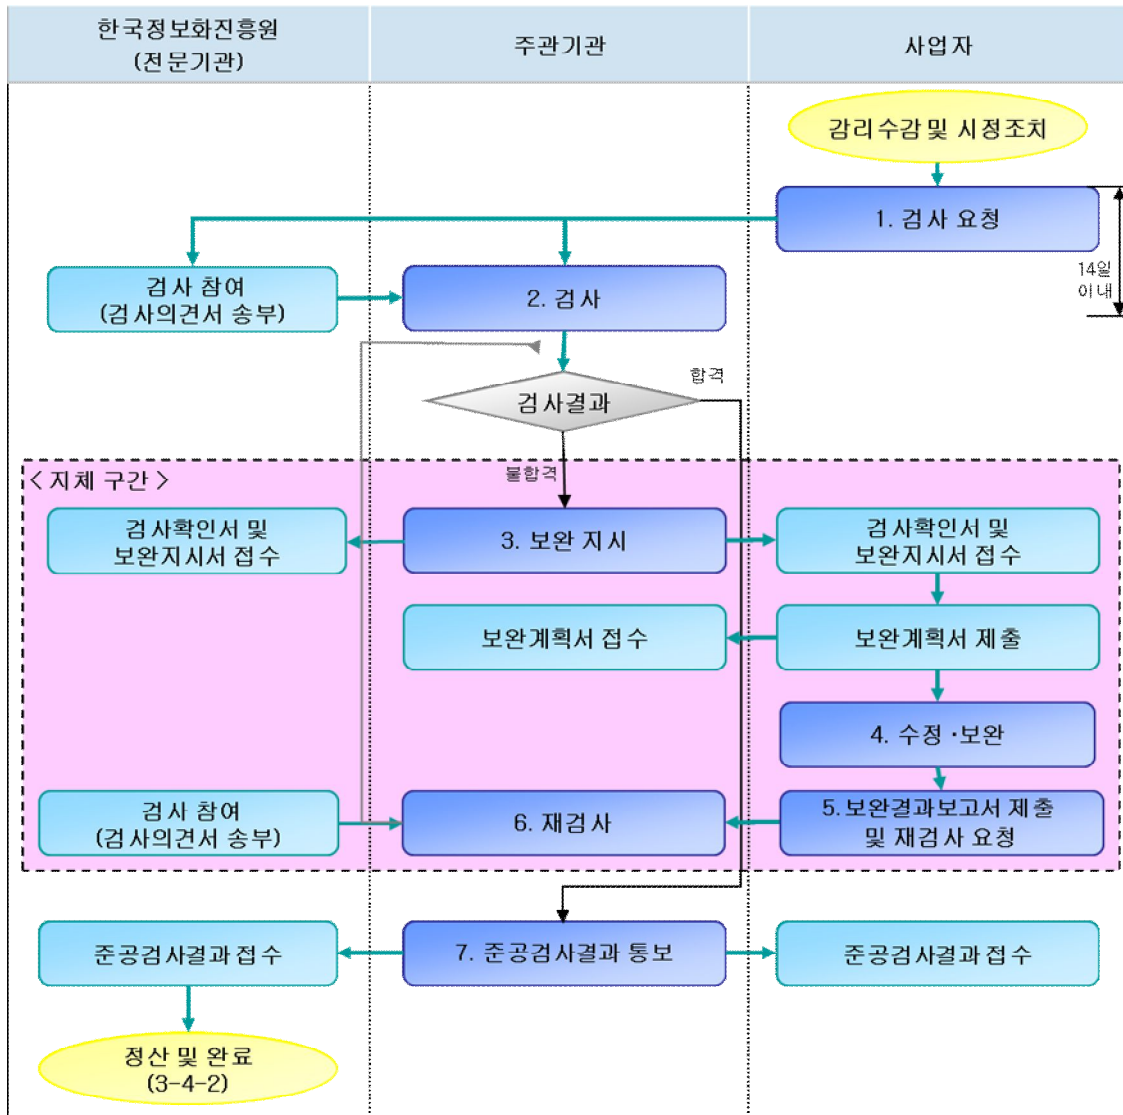 한국정보화진흥원
(전문기관)
주관기관
사업자
감리수감 및 시정조치
1. 검사 요청
14일
이내
검사 참여
(검사의견서 송부)
2. 검사
합격
검사결과
불합격
< 지체 구간 >
검사확인서 및
보완지시서 접수
3. 보완 지시
검사확인서 및
보완지시서 접수
보완계획서 접수
보완계획서 제출
4. 수정 ·보완
검사 참여
(검사의견서 송부)
6. 재검사
5. 보완결과보고서 제출
및 재검사 요청
준공검사결과 접수
7. 준공검사결과 통보
준공검사결과 접수
정산 및 완료
(3-4-2)